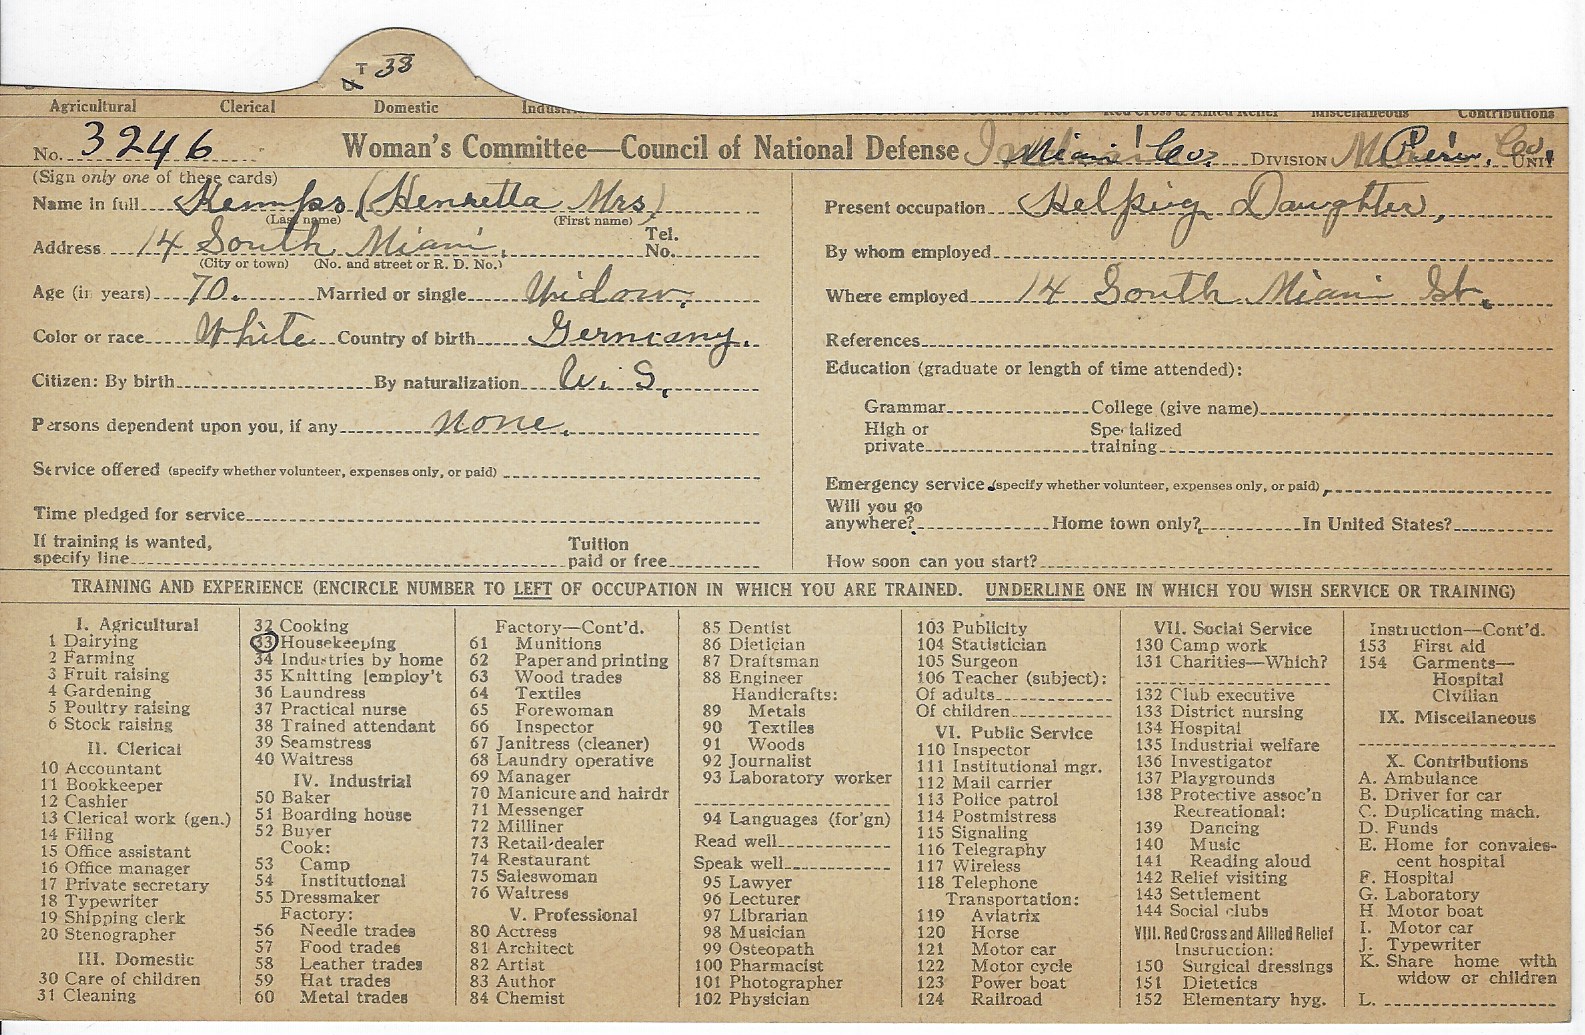 T 33
Agricultural Clerical Domestic Indust Red Cross & Allied Relief Miscellaneous Contributions
No. 3246 Woman's Committee—Council of National Defense Miami Co. DIVISION Peru, UNIT
(Sign only one of these cards)
Name in full Kemps (Henretta Mrs)
(Last name) (First name)
Address 14 South Miami, Tel. No.
(City or town) (No. and street or R. D. No.)
Age (in years) 70. Married or single Widow,
Color or race White Country of birth Germany.
Citizen: By birth By naturalization U. S.
Persons dependent upon you, if any none.
Service offered (specify whether volunteer, expenses only, or paid)
Time pledged for service
If training is wanted,
specify line
Tuition
paid or free
Present occupation Helping Daughter,
By whom employed
Where employed 14 South Miami St.
References
Education (graduate or length of time attended):
Grammar College (give name)
High or private Specialized training
Emergency service (specify whether volunteer, expenses only, or paid)
Will you go
anywhere? Home town only? In United States?
How soon can you start?
TRAINING AND EXPERIENCE (ENCIRCLE NUMBER TO LEFT OF OCCUPATION IN WHICH YOU ARE TRAINED. UNDERLINE ONE IN WHICH YOU WISH SERVICE OR TRAINING)
I. Agricultural
1 Dairying
2 Farming
3 Fruit raising
4 Gardening
5 Poultry raising
6 Stock raising
II. Clerical
10 Accountant
11 Bookkeeper
12 Cashier
13 Clerical work (gen.)
14 Filing
15 Office assistant
16 Office manager
17 Private secretary
18 Typewriter
19 Shipping clerk
20 Stenographer
III. Domestic
30 Care of children
31 Cleaning
32 Cooking
33 Housekeeping
34 Industries by home
35 Knitting [employ't
36 Laundress
37 Practical nurse
38 Trained attendant
39 Seamstress
40 Waitress
IV. Industrial
50 Baker
51 Boarding house
52 Buyer
Cook:
53 Camp
54 Institutional
55 Dressmaker
Factory:
56 Needle trades
57 Food trades
58 Leather trades
59 Hat trades
60 Metal trades
Factory—Cont'd.
61 Munitions
62 Paper and printing
63 Wood trades
64 Textiles
65 Forewoman
66 Inspector
67 Janitress (cleaner)
68 Laundry operative
69 Manager
70 Manicure and hairdr
71 Messenger
72 Milliner
73 Retail-dealer
74 Restaurant
75 Saleswoman
76 Waitress
V. Professional
80 Actress
81 Architect
82 Artist
83 Author
84 Chemist
85 Dentist
86 Dietician
87 Draftsman
88 Engineer
Handicrafts:
89 Metals
90 Textiles
91 Woods
92 Journalist
93 Laboratory worker
94 Languages (for'gn)
Read well
Speak well
95 Lawyer
96 Lecturer
97 Librarian
98 Musician
99 Osteopath
100 Pharmacist
101 Photographer
102 Physician
103 Publicity
104 Statistician
105 Surgeon
106 Teacher (subject):
Of adults
Of children
VI. Public Service
110 Inspector
111 Institutional mgr.
112 Mail carrier
113 Police patrol
114 Postmistress
115 Signaling
116 Telegraphy
117 Wireless
118 Telephone
Transportation:
119 Aviatrix
120 Horse
121 Motor car
122 Motor cycle
123 Power boat
124 Railroad
VII. Social Service
130 Camp work
131 Charities—Which?
132 Club executive
133 District nursing
134 Hospital
135 Industrial welfare
136 Investigator
137 Playgrounds
138 Protective assoc'n
Recreational:
139 Dancing
140 Music
141 Reading aloud
142 Relief visiting
143 Settlement
144 Social clubs
VIII. Red Cross and Allied Relief
Instruction:
150 Surgical dressings
151 Dietetics
152 Elementary hyg.
Instruction—Cont'd.
153 First aid
154 Garments—
Hospital
Civilian
IX. Miscellaneous
X. Contributions
A. Ambulance
B. Driver for car
C. Duplicating mach.
D. Funds
E. Home for convales-
cent hospital
F. Hospital
G. Laboratory
H Motor boat
I. Motor car
J. Typewriter
K. Share home with
widow or children
L.